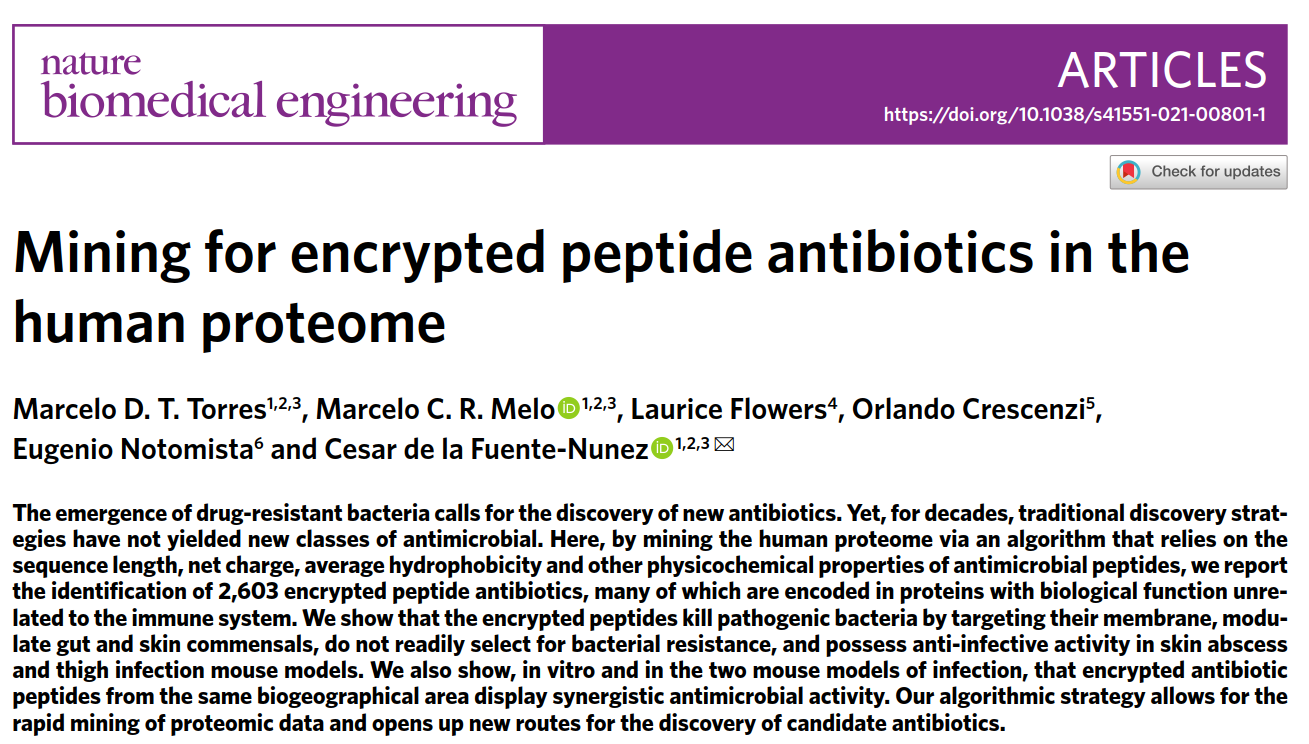 nature
biomedical engineering
ARTICLES
https://doi.org/10.1038/s41551-021-00801-1
Check for updates
Mining for encrypted peptide antibiotics in the
human proteome
Marcelo D. T. Torres1,2,3, Marcelo C. R. Melo iD 1,2,3, Laurice Flowers4, Orlando Crescenzi5,
Eugenio Notomista6 and Cesar de la Fuente-Nunez iD 1,2,3 ✉
The emergence of drug-resistant bacteria calls for the discovery of new antibiotics. Yet, for decades, traditional discovery strat-
egies have not yielded new classes of antimicrobial. Here, by mining the human proteome via an algorithm that relies on the
sequence length, net charge, average hydrophobicity and other physicochemical properties of antimicrobial peptides, we report
the identification of 2,603 encrypted peptide antibiotics, many of which are encoded in proteins with biological function unre-
lated to the immune system. We show that the encrypted peptides kill pathogenic bacteria by targeting their membrane, modu-
late gut and skin commensals, do not readily select for bacterial resistance, and possess anti-infective activity in skin abscess
and thigh infection mouse models. We also show, in vitro and in the two mouse models of infection, that encrypted antibiotic
peptides from the same biogeographical area display synergistic antimicrobial activity. Our algorithmic strategy allows for the
rapid mining of proteomic data and opens up new routes for the discovery of candidate antibiotics.